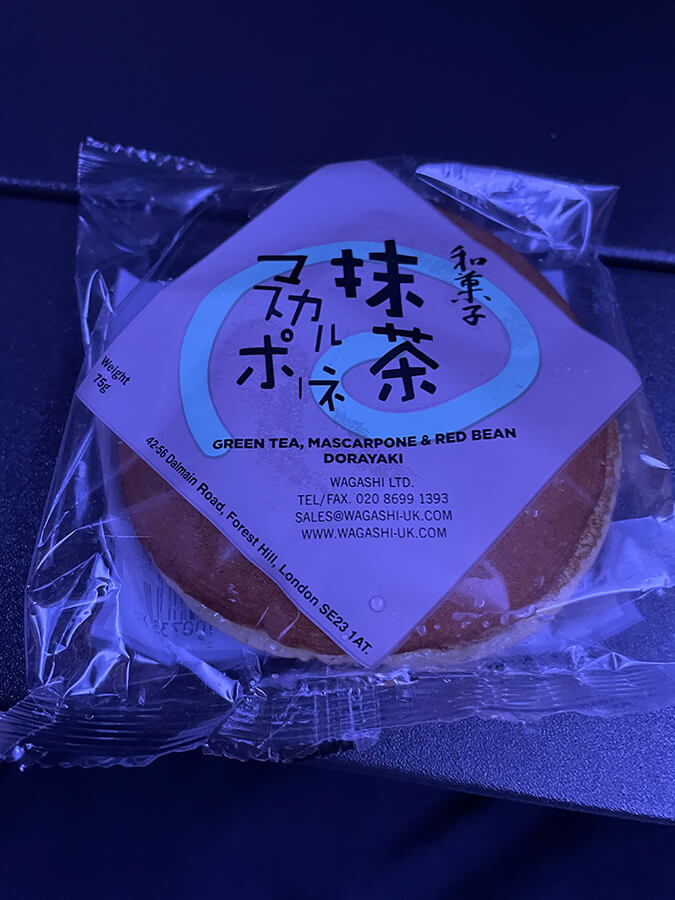 和菓子
抹茶
マスカルポーネ
Weight
75g
GREEN TEA, MASCARPONE & RED BEAN
DORAYAKI
WAGASHI LTD.
TEL/FAX. 020 8699 1393
SALES@WAGASHI-UK.COM
WWW.WAGASHI-UK.COM
42-56 Dalmain Road, Forest Hill, London SE23 1AT.